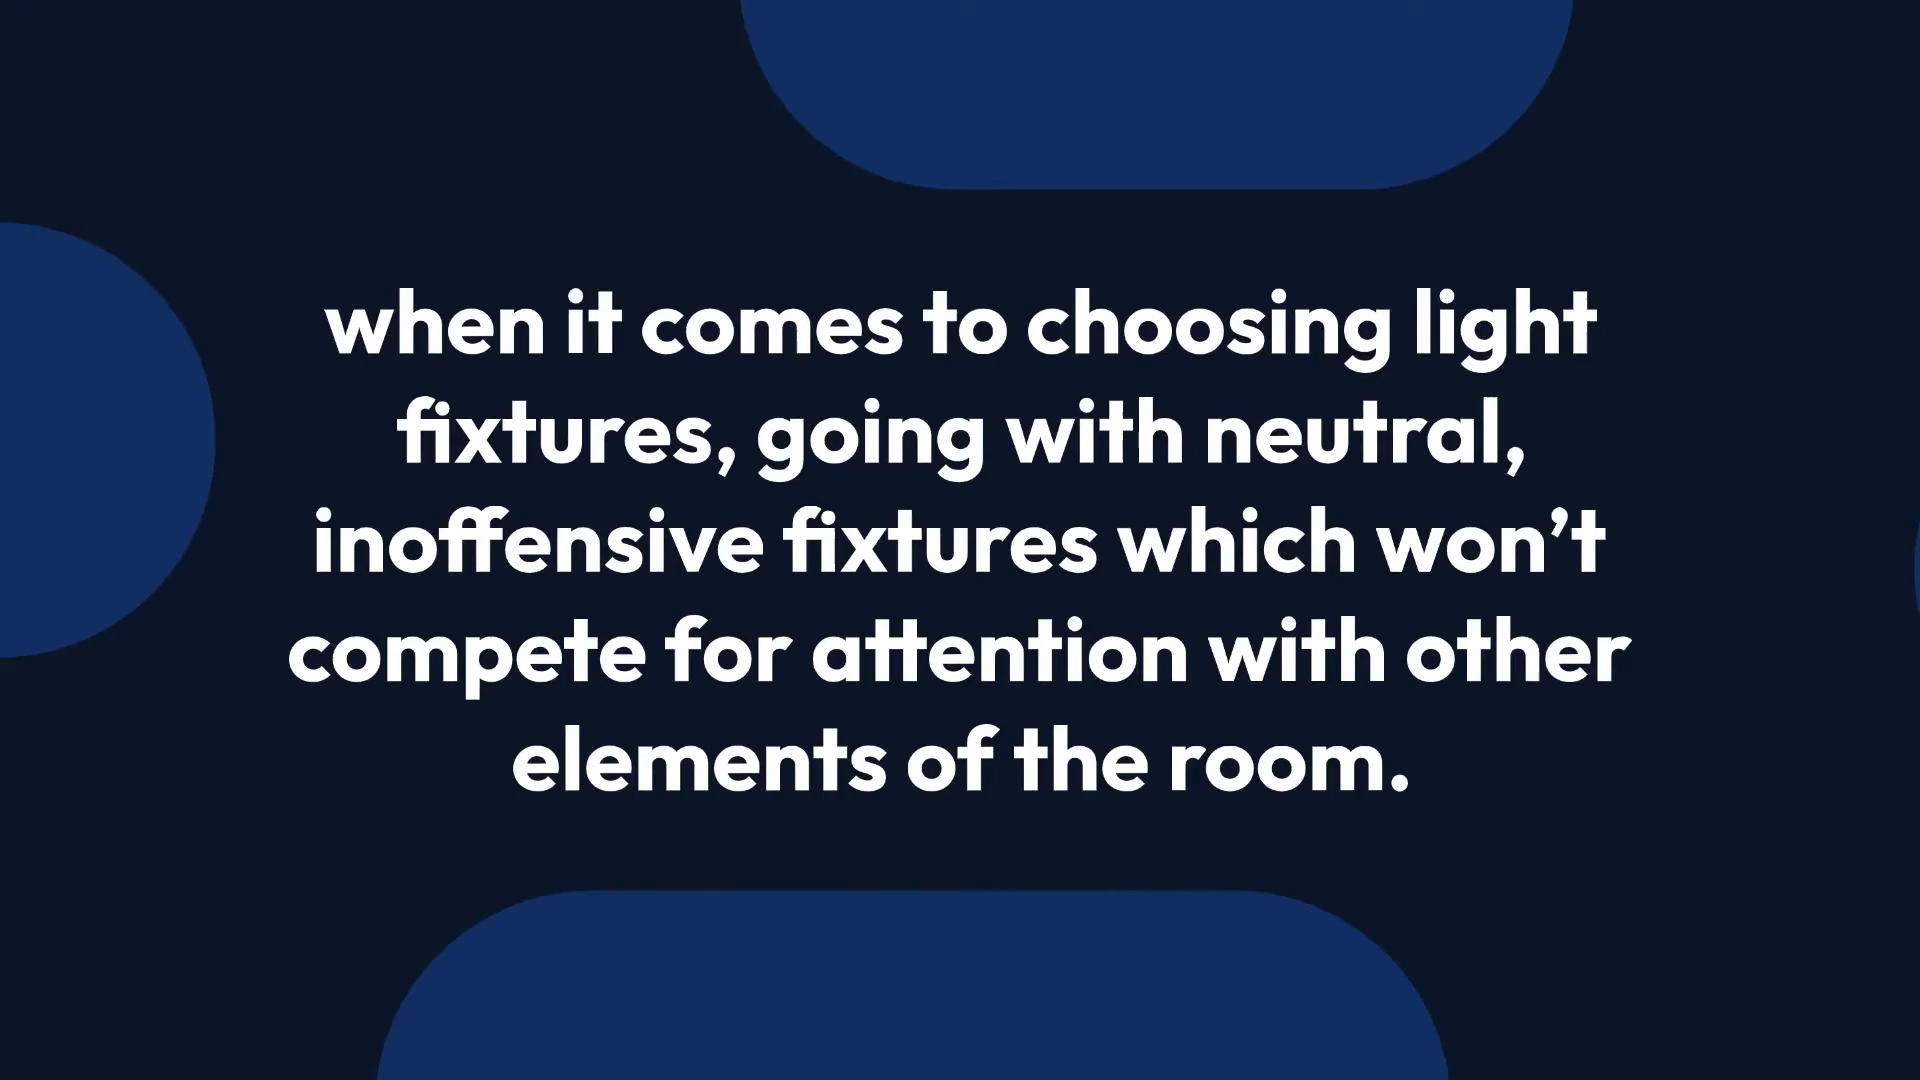 when it comes to choosing light
fixtures, going with neutral,
inoffensive fixtures which won’t
compete for attention with other
elements of the room.